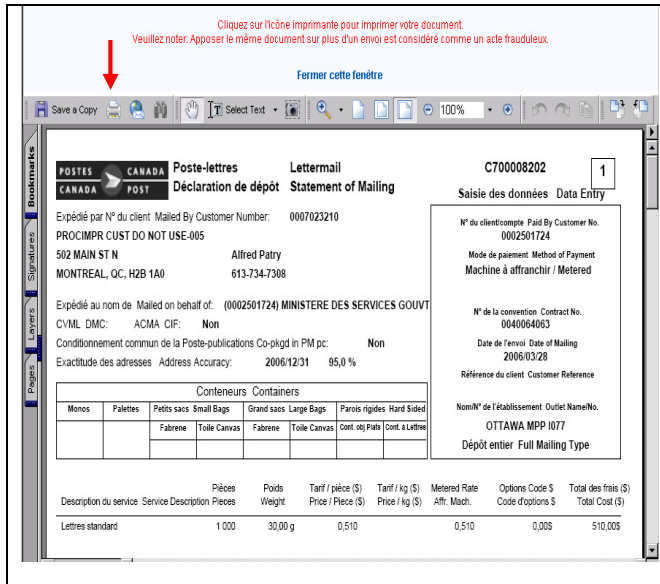 Cliquez sur l'icône imprimante pour imprimer votre document.
Veuillez noter: Apposer le même document sur plus d'un envoi est considéré comme un acte frauduleux.
Fermer cette fenêtre
Save a Copy Select Text 100%
Bookmarks
Signatures
Layers
Pages
POSTES CANADA
CANADA POST
Poste-lettres Lettermail
Déclaration de dépôt Statement of Mailing
C700008202
1
Saisie des données Data Entry
Expédié par Nº du client Mailed By Customer Number: 0007023210
PROCIMPR CUST DO NOT USE-005
502 MAIN ST N Alfred Patry
MONTREAL, QC, H2B 1A0 613-734-7308
Expédié au nom de Mailed on behalf of: (0002501724) MINISTERE DES SERVICES GOUVT
CVML DMC: ACMA CIF: Non
Conditionnement commun de la Poste-publications Co-pkgd in PM pc: Non
Exactitude des adresses Address Accuracy: 2006/12/31 95,0 %
Nº du client/compte Paid By Customer No.
0002501724
Mode de paiement Method of Payment
Machine à affranchir / Metered
Nº de la convention Contract No.
0040064063
Date de l'envoi Date of Mailing
2006/03/28
Référence du client Customer Reference
Nom/Nº de l'établissement Outlet Name/No.
OTTAWA MPP I077
Dépôt entier Full Mailing Type
Conteneurs Containers
Monos Palettes Petits sacs Small Bags Grand sacs Large Bags Parois rigides Hard Sided
Fabrene Toile Canvas Fabrene Toile Canvas Cont. obj Plats Cont. à Lettres
Pièces Poids Tarif / pièce ($) Tarif / kg ($) Metered Rate Options Code $ Total des frais ($)
Description du service Service Description Pieces Weight Price / Piece ($) Price / kg ($) Aff. Mach. Code d'options $ Total Cost ($)
Lettres standard 1 000 30,00 g 0,510 0,510 0,00$ 510,00$